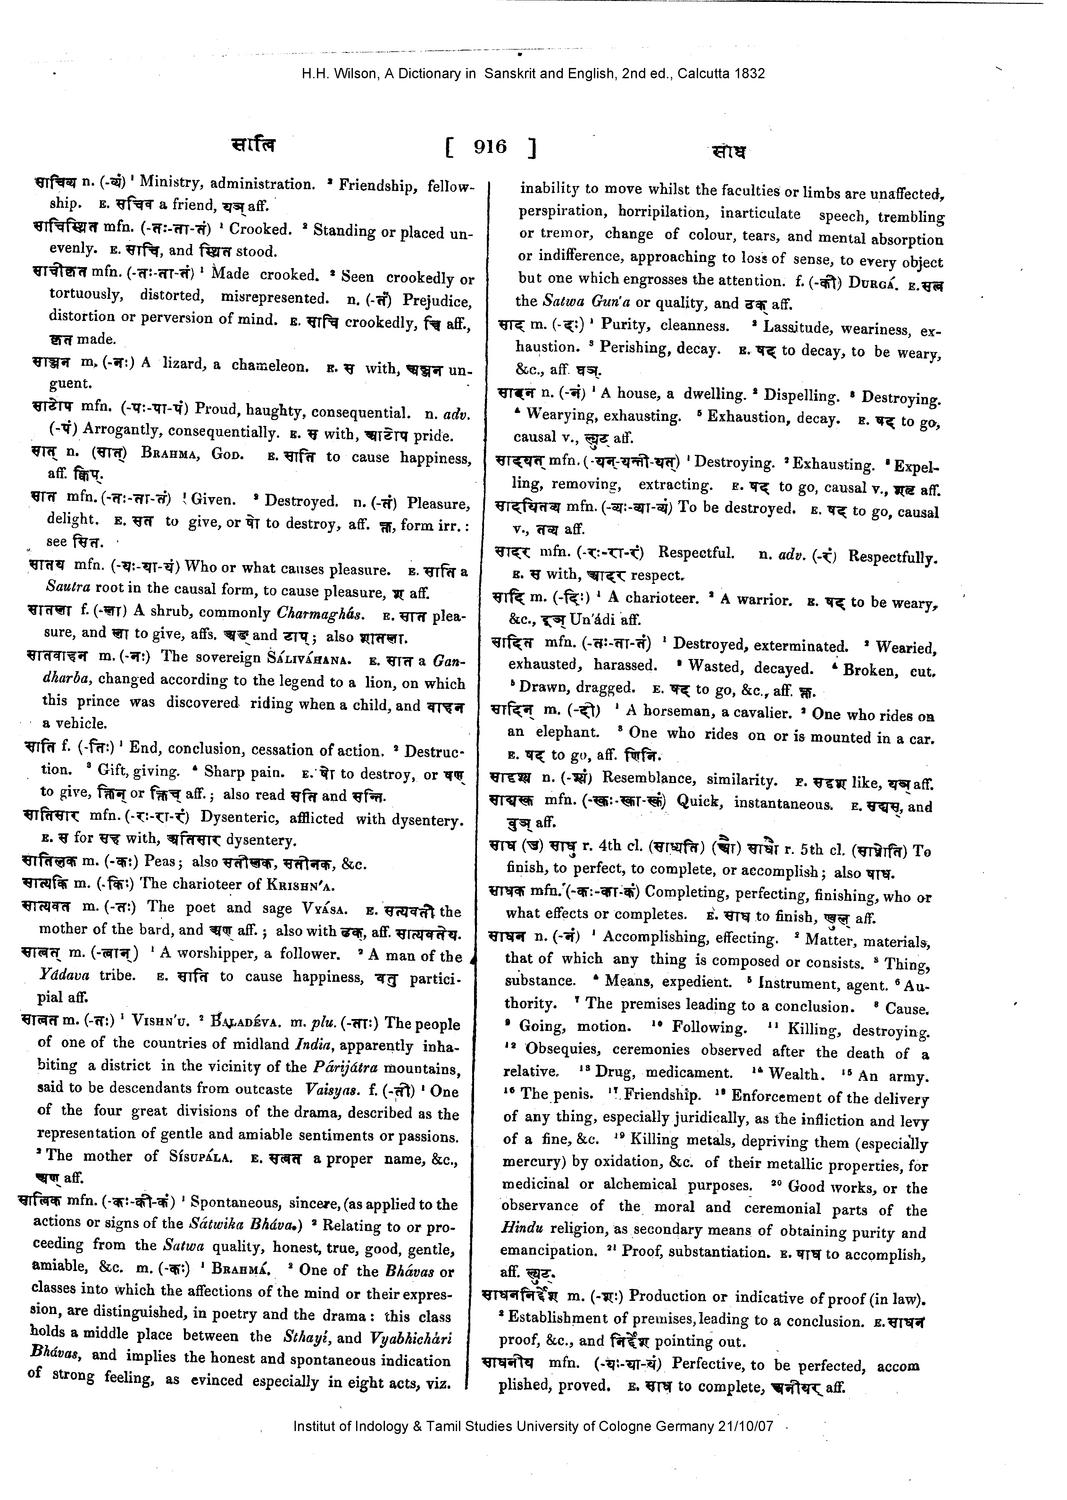 H.H. Wilson, A Dictionary in Sanskrit and English, 2nd ed., Calcutta 1832
सात्वि
[ 916 ]
साध
साचिव्य n. (-व्यं) ¹ Ministry, administration. ² Friendship, fellow-
ship. E. सचिव a friend, यञ् aff.
साचिस्थित mfn. (-तः-ता-तं) ¹ Crooked. ² Standing or placed un-
evenly. E. साचि, and स्थित stood.
साचीकृत mfn. (-तः-ता-तं) ¹ Made crooked. ² Seen crookedly or
tortuously, distorted, misrepresented. n. (-तं) Prejudice,
distortion or perversion of mind. E. साचि crookedly, च्वि aff.,
कृत made.
साञ्जन m. (-नः) A lizard, a chameleon. E. स with, अञ्जन un-
guent.
साटोप mfn. (-पः-पा-पं) Proud, haughty, consequential. n. adv.
(-पं) Arrogantly, consequentially. E. स with, आटोप pride.
सात् n. (सात्) BRAHMA, GOD. E. साति to cause happiness,
aff. क्विप्.
सात mfn. (-तः-ता-तं) ¹ Given. ² Destroyed. n. (-तं) Pleasure,
delight. E. सत to give, or षो to destroy, aff. क्त, form irr.:
see सित.
सातय mfn. (-यः-या-यं) Who or what causes pleasure. E. साति a
Sautra root in the causal form, to cause pleasure, श aff.
सातला f. (-ला) A shrub, commonly Charmaghás. E. सात plea-
sure, and ला to give, affs. अङ् and टाप्; also शातला.
सातवाहन m. (-नः) The sovereign SÁLIVÁHANA. E. सात a Gan-
dharba, changed according to the legend to a lion, on which
this prince was discovered riding when a child, and वाहन
a vehicle.
साति f. (-तिः) ¹ End, conclusion, cessation of action. ² Destruc-
tion. ³ Gift, giving. ⁴ Sharp pain. E. षो to destroy, or षण
to give, क्तिन् or क्तिच् aff.; also read सति and सन्ति.
सातिसार mfn. (-रः-रा-रं) Dysenteric, afflicted with dysentery.
E. स for सह with, अतिसार dysentery.
सातिलक m. (-कः) Peas; also सतीलक, सतीनक, &c.
सात्यकि m. (-किः) The charioteer of KRISHN'A.
सात्यवत m. (-तः) The poet and sage VYÁSA. E. सत्यवती the
mother of the bard, and अण् aff.; also with ढक्, aff. सात्यवतेय.
सात्वत् m. (-त्वान्) ¹ A worshipper, a follower. ² A man of the
Yádava tribe. E. साति to cause happiness, वतु partici-
pial aff.
सात्वत m. (-तः) ¹ VISHN'U. ² BALADÉVA. m. plu. (-ताः) The people
of one of the countries of midland India, apparently inha-
biting a district in the vicinity of the Párijátra mountains,
said to be descendants from outcaste Vaisyas. f. (-ती) ¹ One
of the four great divisions of the drama, described as the
representation of gentle and amiable sentiments or passions.
² The mother of SÍSUPÁLA. E. सत्वत a proper name, &c.,
अण् aff.
सात्विक mfn. (-कः-की-कं) ¹ Spontaneous, sincere, (as applied to the
actions or signs of the Sátwika Bháva.) ² Relating to or pro-
ceeding from the Satwa quality, honest, true, good, gentle,
amiable, &c. m. (-कः) ¹ BRAHMÁ. ² One of the Bhávas or
classes into which the affections of the mind or their expres-
sion, are distinguished, in poetry and the drama: this class
holds a middle place between the Sthayí, and Vyabhichári
Bhávas, and implies the honest and spontaneous indication
of strong feeling, as evinced especially in eight acts, viz.
inability to move whilst the faculties or limbs are unaffected,
perspiration, horripilation, inarticulate speech, trembling
or tremor, change of colour, tears, and mental absorption
or indifference, approaching to loss of sense, to every object
but one which engrosses the attention. f. (-की) DURGÁ. E. सत्व
the Satwa Gun'a or quality, and ठक् aff.
साद m. (-दः) ¹ Purity, cleanness. ² Lassitude, weariness, ex-
haustion. ³ Perishing, decay. E. षद् to decay, to be weary,
&c., aff. घञ्.
सादन n. (-नं) ¹ A house, a dwelling. ² Dispelling. ³ Destroying.
⁴ Wearying, exhausting. ⁵ Exhaustion, decay. E. षद् to go,
causal v., ल्युट् aff.
सादयत् mfn. (-यन्-यन्ती-यत्) ¹ Destroying. ² Exhausting. ³ Expel-
ling, removing, extracting. E. षद् to go, causal v., शतृ aff.
सादयितव्य mfn. (-व्यः-व्या-व्यं) To be destroyed. E. षद् to go, causal
v., तव्य aff.
सादर mfn. (-रः-रा-रं) Respectful. n. adv. (-रं) Respectfully.
E. स with, आदर respect.
सादि m. (-दिः) ¹ A charioteer. ² A warrior. E. षद् to be weary,
&c., इञ् Un'ádi aff.
सादित mfn. (-तः-ता-तं) ¹ Destroyed, exterminated. ² Wearied,
exhausted, harassed. ³ Wasted, decayed. ⁴ Broken, cut.
⁵ Drawn, dragged. E. षद् to go, &c., aff. क्त.
सादिन् m. (-दी) ¹ A horseman, a cavalier. ² One who rides on
an elephant. ³ One who rides on or is mounted in a car.
E. षद् to go, aff. णिनि.
सादृश्य n. (-श्यं) Resemblance, similarity. E. सदृश like, यञ् aff.
साद्यस्क mfn. (-स्कः-स्का-स्कं) Quick, instantaneous. E. सद्यस्, and
वुञ् aff.
साध (उ) साधु r. 4th cl. (साध्यति) (औ) साधौ r. 5th cl. (साध्नोति) To
finish, to perfect, to complete, or accomplish; also षाध.
साधक mfn. (-कः-का-कं) Completing, perfecting, finishing, who or
what effects or completes. E. साध to finish, ण्वुल् aff.
साधन n. (-नं) ¹ Accomplishing, effecting. ² Matter, materials,
that of which any thing is composed or consists. ³ Thing,
substance. ⁴ Means, expedient. ⁵ Instrument, agent. ⁶ Au-
thority. ⁷ The premises leading to a conclusion. ⁸ Cause.
⁹ Going, motion. ¹⁰ Following. ¹¹ Killing, destroying.
¹² Obsequies, ceremonies observed after the death of a
relative. ¹³ Drug, medicament. ¹⁴ Wealth. ¹⁵ An army.
¹⁶ The penis. ¹⁷ Friendship. ¹⁸ Enforcement of the delivery
of any thing, especially juridically, as the infliction and levy
of a fine, &c. ¹⁹ Killing metals, depriving them (especially
mercury) by oxidation, &c. of their metallic properties, for
medicinal or alchemical purposes. ²⁰ Good works, or the
observance of the moral and ceremonial parts of the
Hindu religion, as secondary means of obtaining purity and
emancipation. ²¹ Proof, substantiation. E. षाध to accomplish,
aff. ल्युट्.
साधननिर्देश m. (-शः) Production or indicative of proof (in law).
² Establishment of premises, leading to a conclusion. E. साधन
proof, &c., and निर्देश pointing out.
साधनीय mfn. (-यः-या-यं) Perfective, to be perfected, accom
plished, proved. E. साध to complete, अनीयर् aff.
Institut of Indology & Tamil Studies University of Cologne Germany 21/10/07